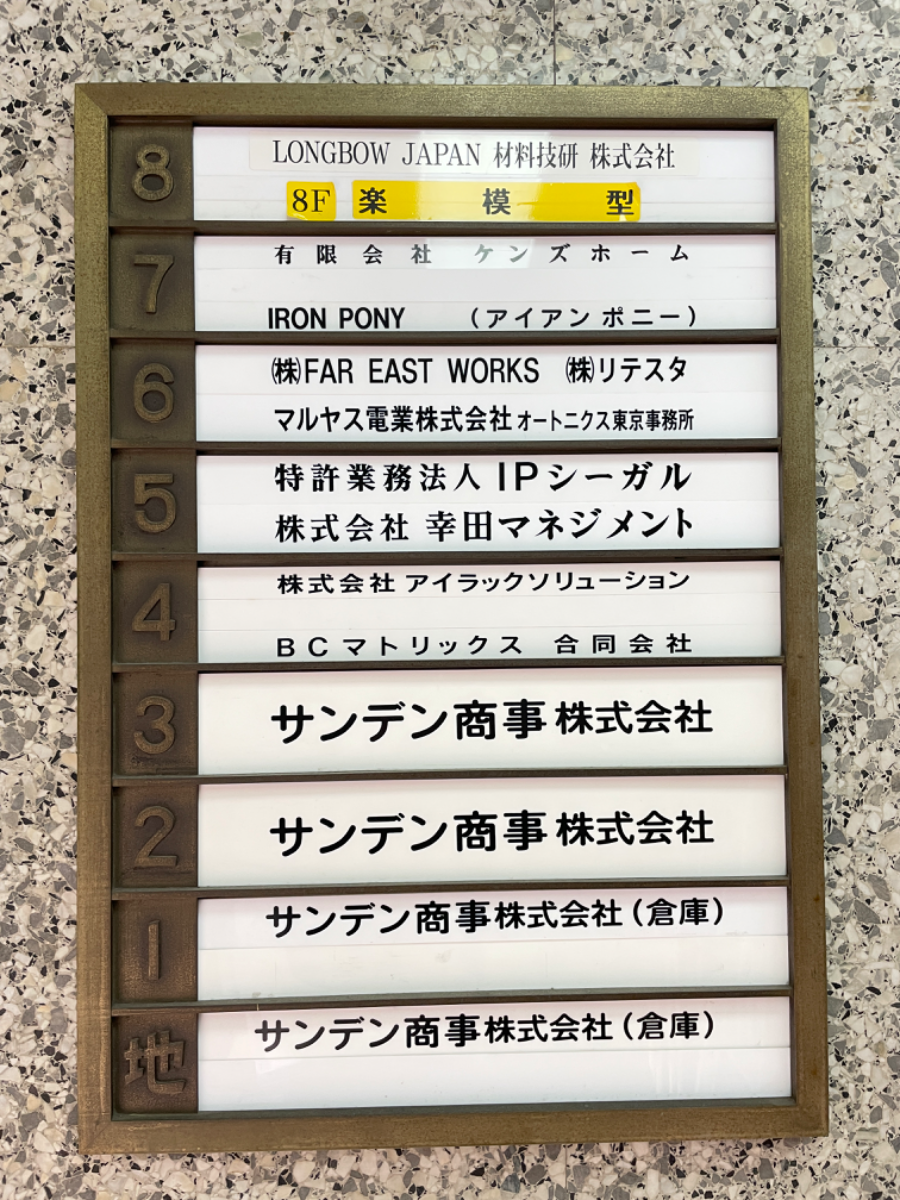 8
LONGBOW JAPAN 材料技研 株式会社
8F 楽模型
7
有限会社 ケンズホーム
IRON PONY （アイアン ポニー）
6
㈱FAR EAST WORKS ㈱リテスタ
マルヤス電業株式会社 オートニクス東京事務所
5
特許業務法人 IPシーガル
株式会社 幸田マネジメント
4
株式会社 アイラックソリューション
BCマトリックス 合同会社
3
サンデン商事株式会社
2
サンデン商事株式会社
1
サンデン商事株式会社（倉庫）
地
サンデン商事株式会社（倉庫）